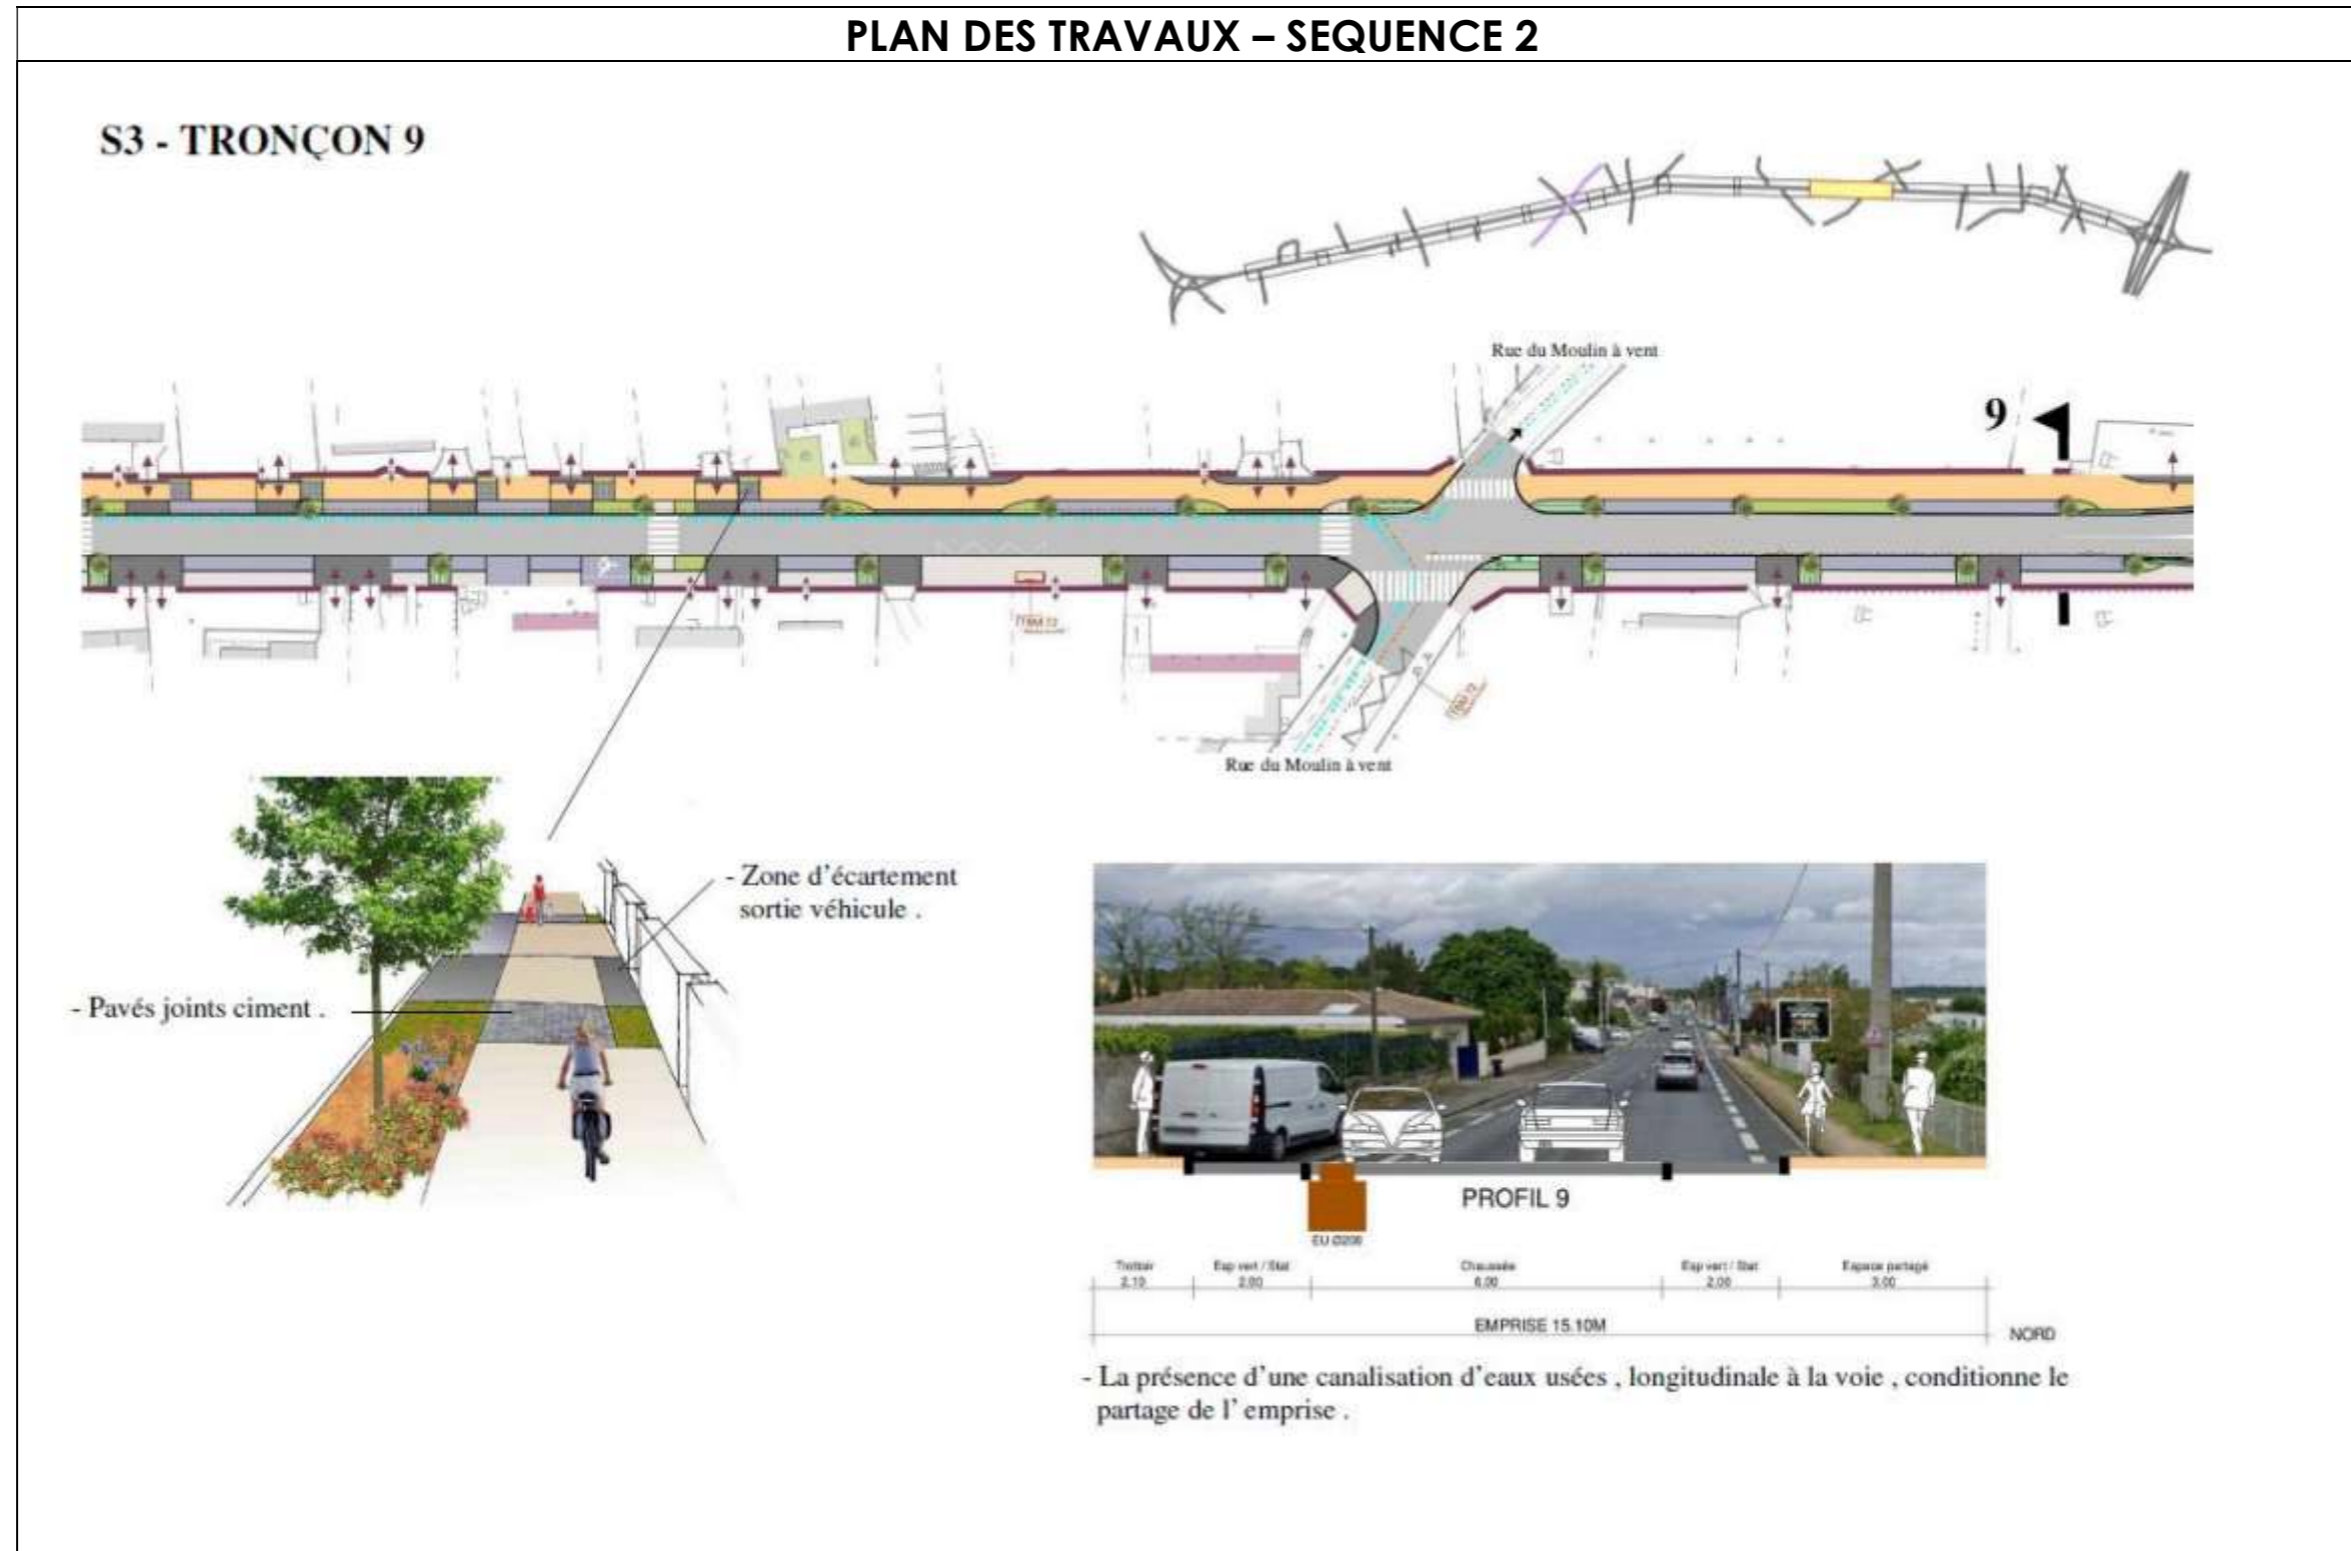 PLAN DES TRAVAUX – SEQUENCE 2
S3 - TRONÇON 9
Rue du Moulin à vent
9
Rue du Moulin à vent
- Zone d'écartement
sortie véhicule .
- Pavés joints ciment .
PROFIL 9
EU Ø200
Trottoir Esp vert / Stat Chaussée Esp vert / Stat Espace partagé
2.10 2.00 6.00 2.00 3.00
EMPRISE 15.10M
NORD
- La présence d'une canalisation d'eaux usées , longitudinale à la voie , conditionne le
partage de l' emprise .